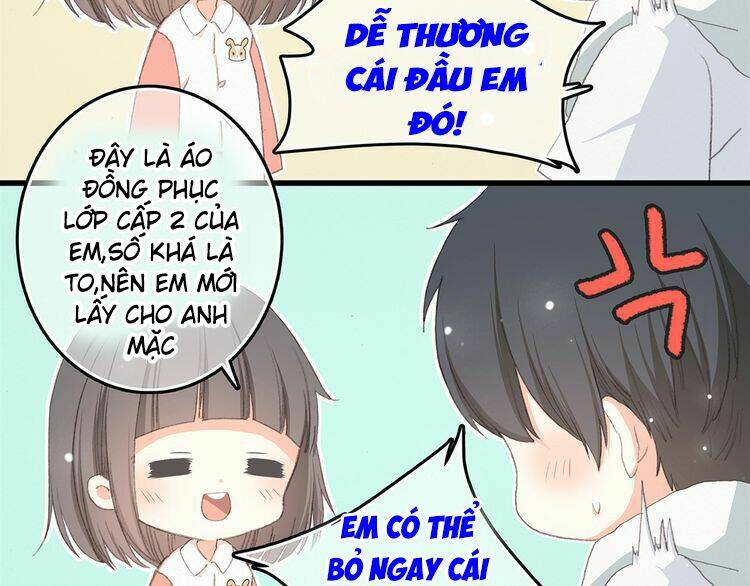 DỄ THƯƠNG
CÁI ĐẦU EM
ĐÓ!
ĐÂY LÀ ÁO
ĐỒNG PHỤC
LỚP CẤP 2 CỦA
EM,SỐ KHÁ LÀ
TO,NÊN EM MỚI
LẤY CHO ANH
MẶC
EM CÓ THỂ
BỎ NGAY CÁI